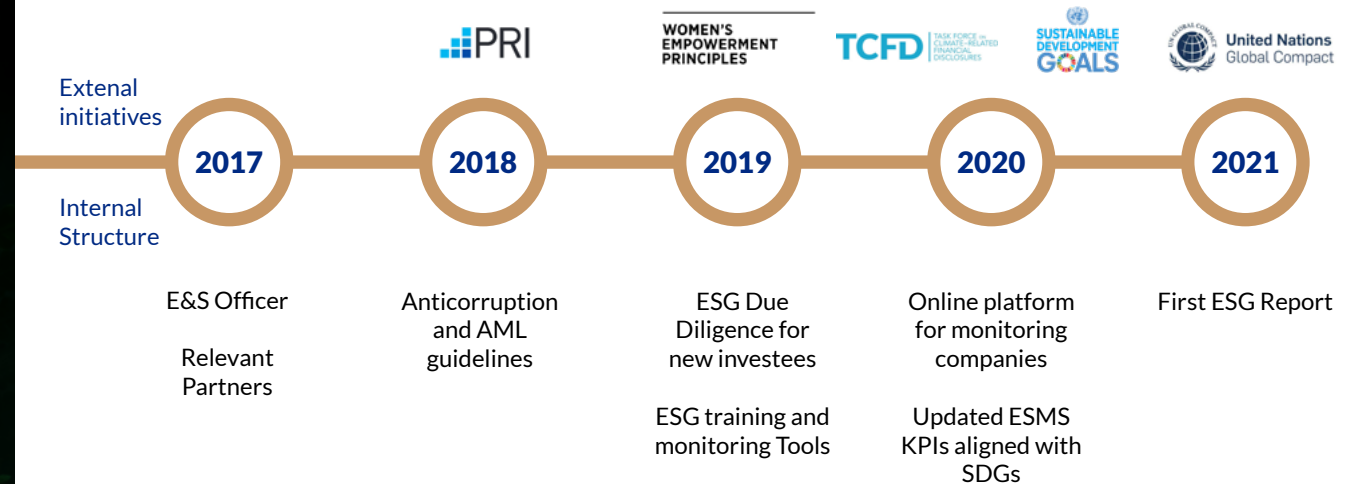 PRI
WOMEN'S
EMPOWERMENT
PRINCIPLES
TCFD
TASK FORCE ON
CLIMATE-RELATED
FINANCIAL
DISCLOSURES
SUSTAINABLE
DEVELOPMENT
GOALS
UN GLOBAL COMPACT
United Nations
Global Compact
Extenal
initiatives
2017
2018
2019
2020
2021
Internal
Structure
E&S Officer
Relevant
Partners
Anticorruption
and AML
guidelines
ESG Due
Diligence for
new investees
ESG training and
monitoring Tools
Online platform
for monitoring
companies
Updated ESMS
KPIs aligned with
SDGs
First ESG Report